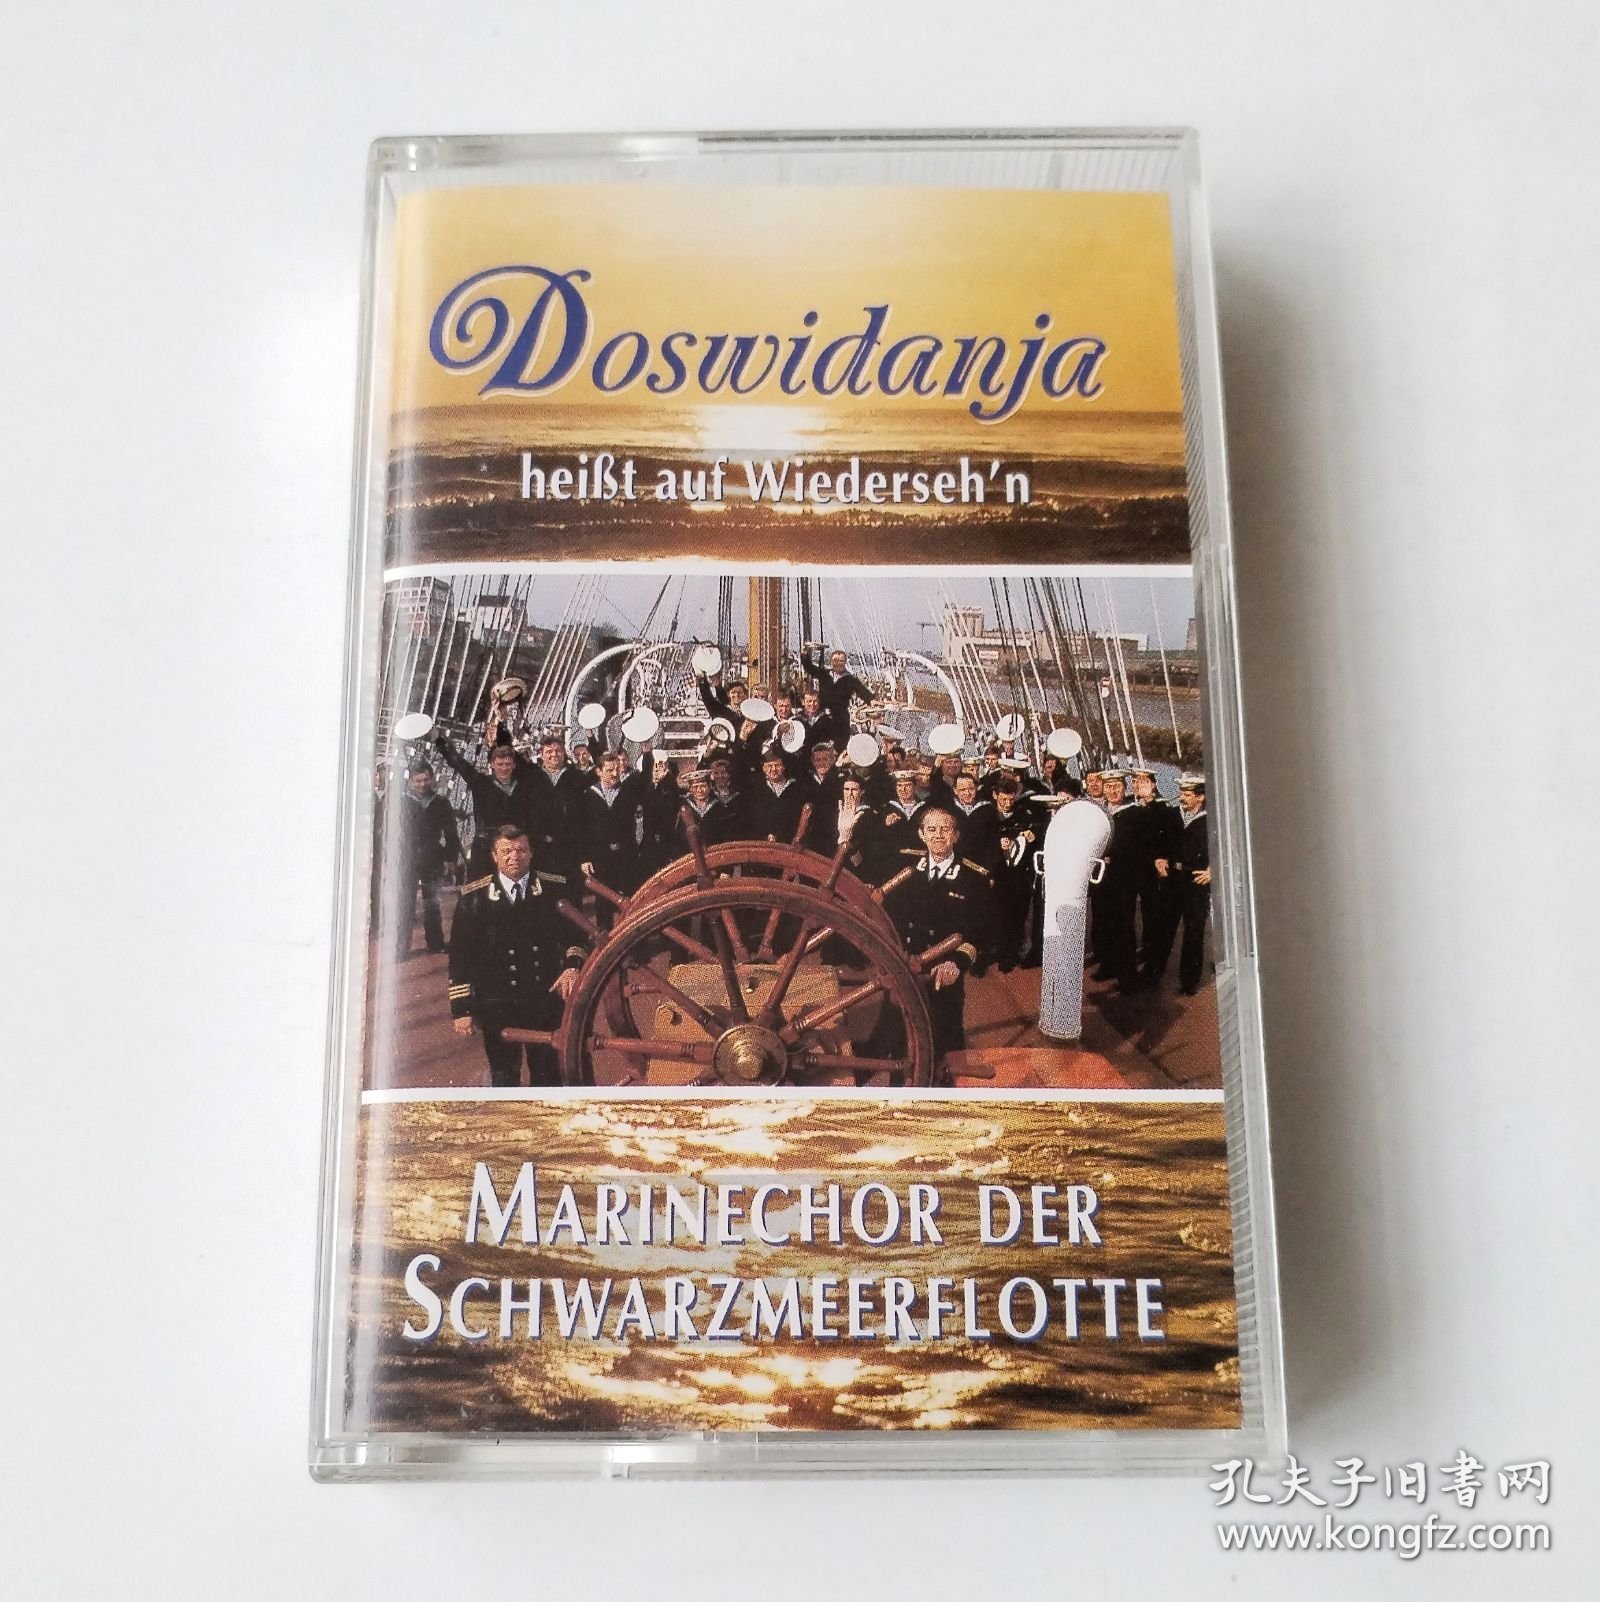 Doswidanja
heißt auf Wiederseh'n
MARINECHOR DER
SCHWARZMEERFLOTTE
孔夫子旧书网
www.kongfz.com